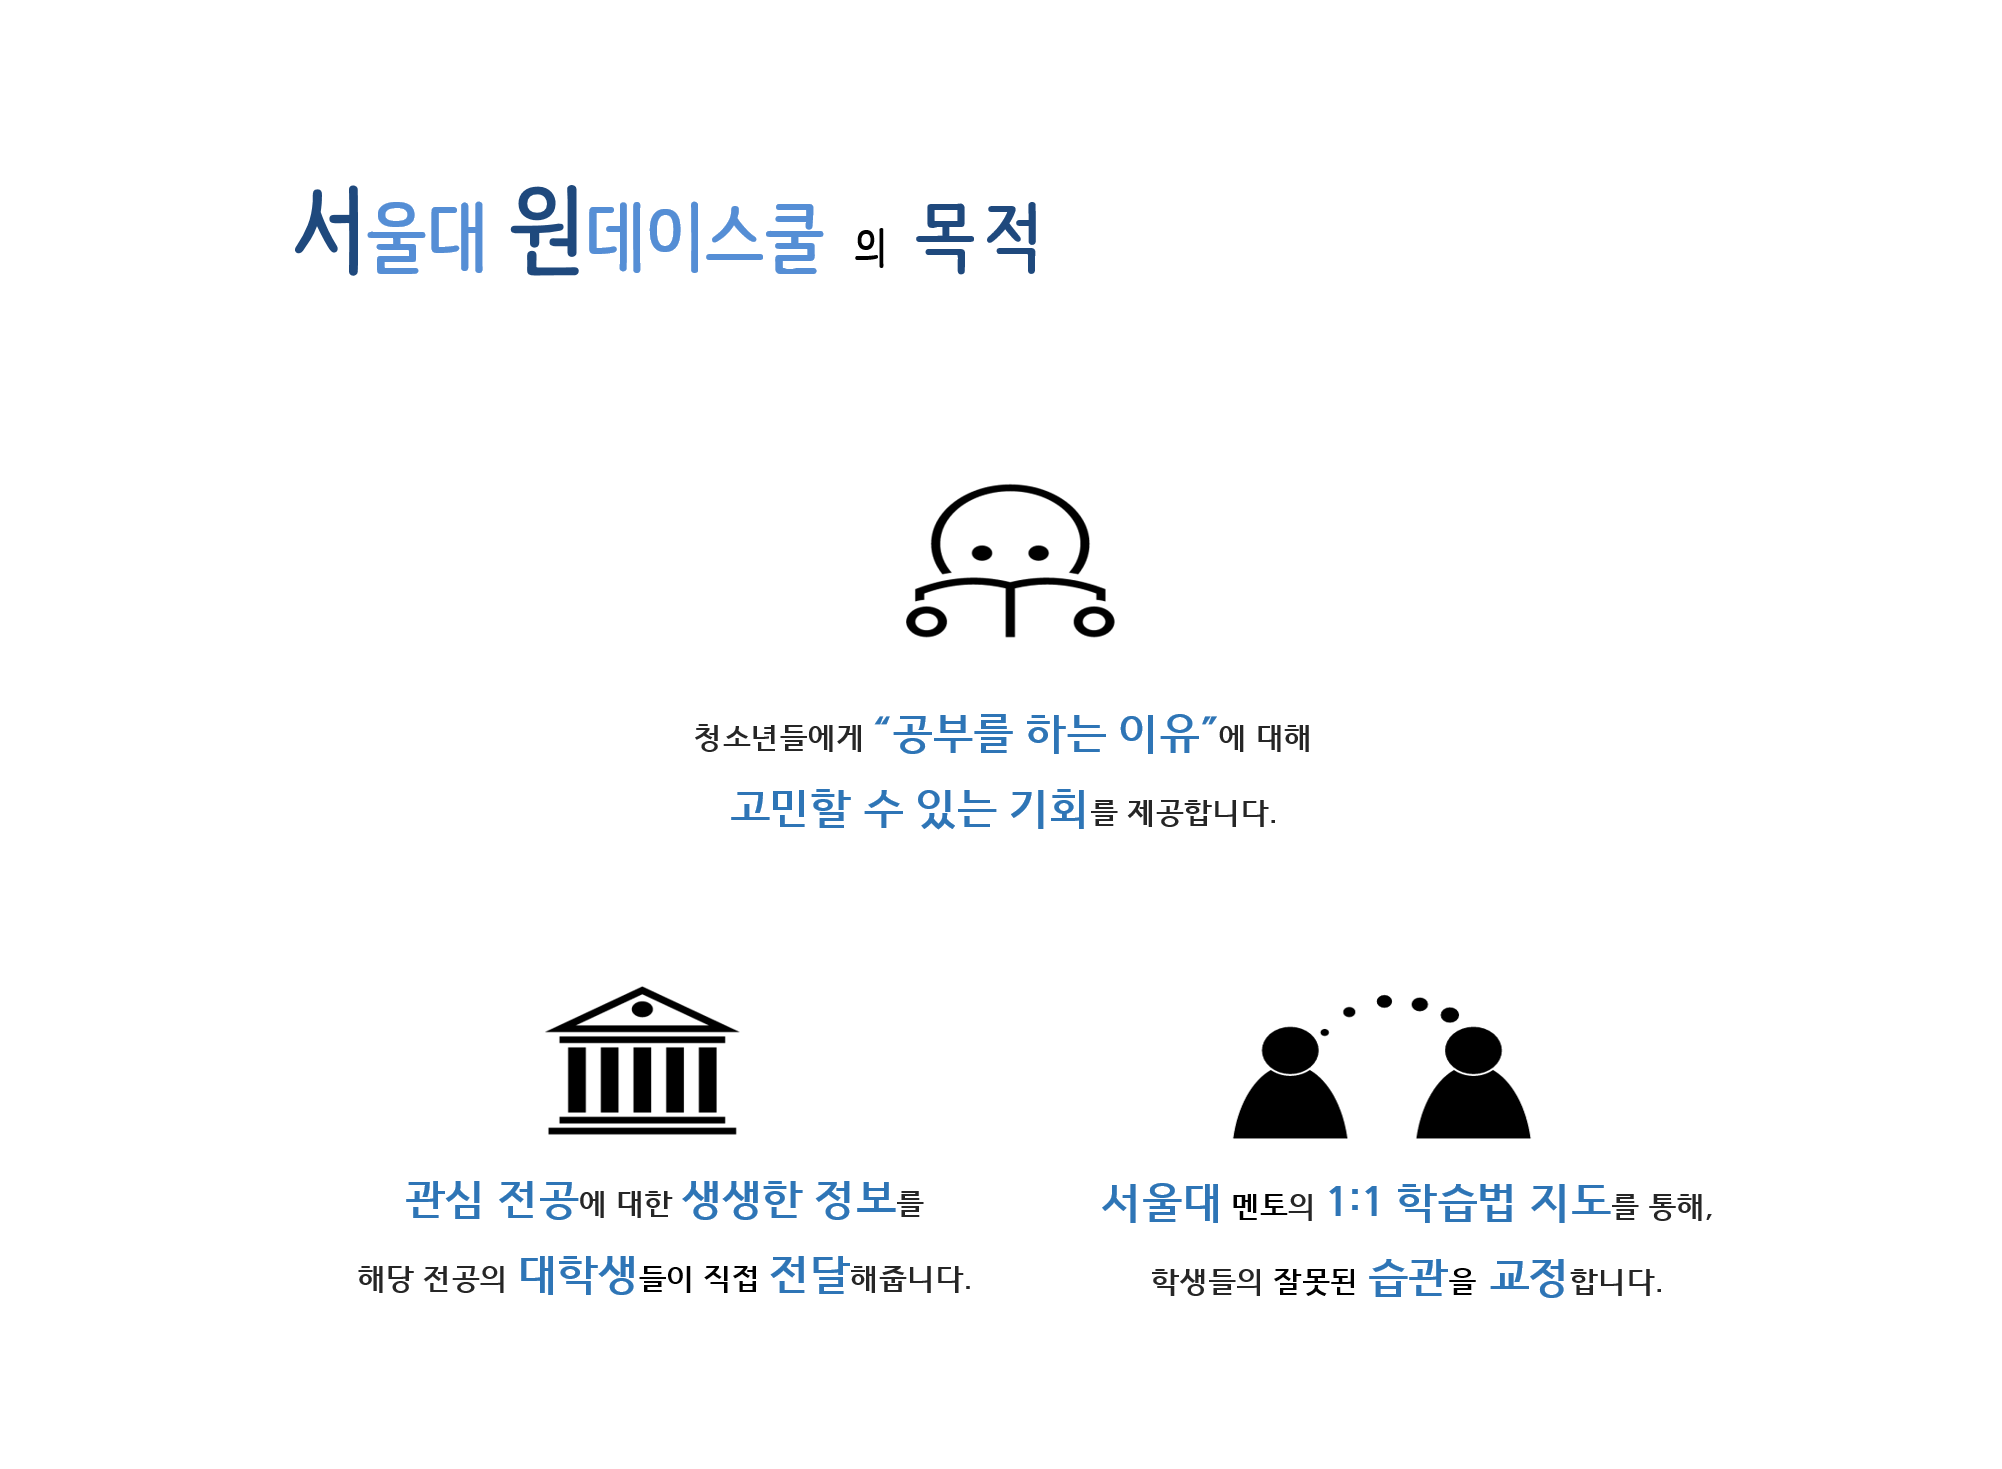 서울대 원데이스쿨 의 목적
청소년들에게 “공부를 하는 이유”에 대해
고민할 수 있는 기회를 제공합니다.
관심 전공에 대한 생생한 정보를
해당 전공의 대학생들이 직접 전달해줍니다.
서울대 멘토의 1:1 학습법 지도를 통해,
학생들의 잘못된 습관을 교정합니다.